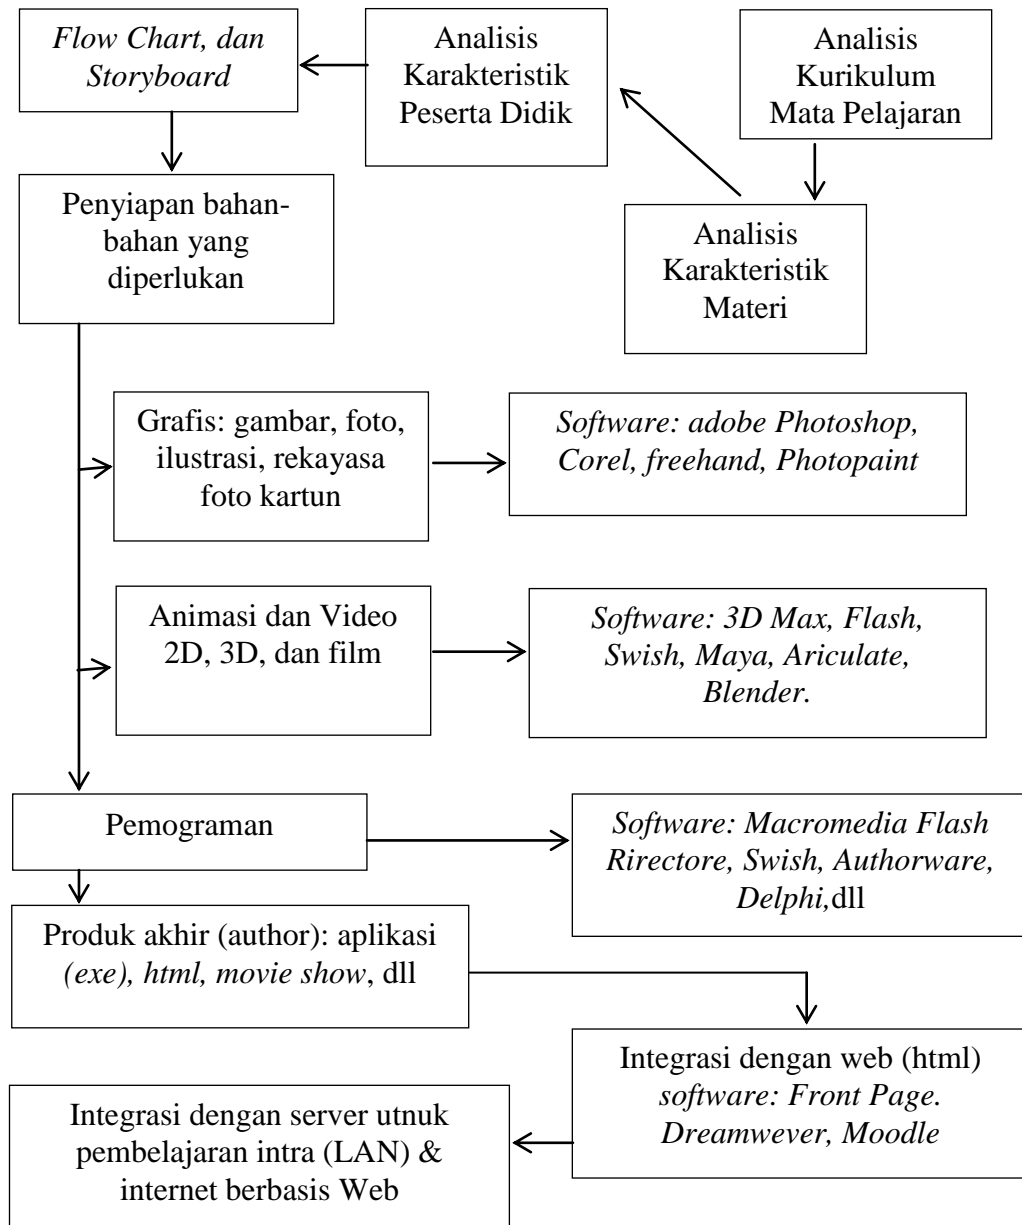 Flow Chart, dan
Storyboard
Analisis
Karakteristik
Peserta Didik
Analisis
Kurikulum
Mata Pelajaran
Penyiapan bahan-
bahan yang
diperlukan
Analisis
Karakteristik
Materi
Grafis: gambar, foto,
ilustrasi, rekayasa
foto kartun
Software: adobe Photoshop,
Corel, freehand, Photopaint
Animasi dan Video
2D, 3D, dan film
Software: 3D Max, Flash,
Swish, Maya, Ariculate,
Blender.
Pemograman
Software: Macromedia Flash
Rirectore, Swish, Authorware,
Delphi,dll
Produk akhir (author): aplikasi
(exe), html, movie show, dll
Integrasi dengan web (html)
software: Front Page.
Dreamwever, Moodle
Integrasi dengan server utnuk
pembelajaran intra (LAN) &
internet berbasis Web